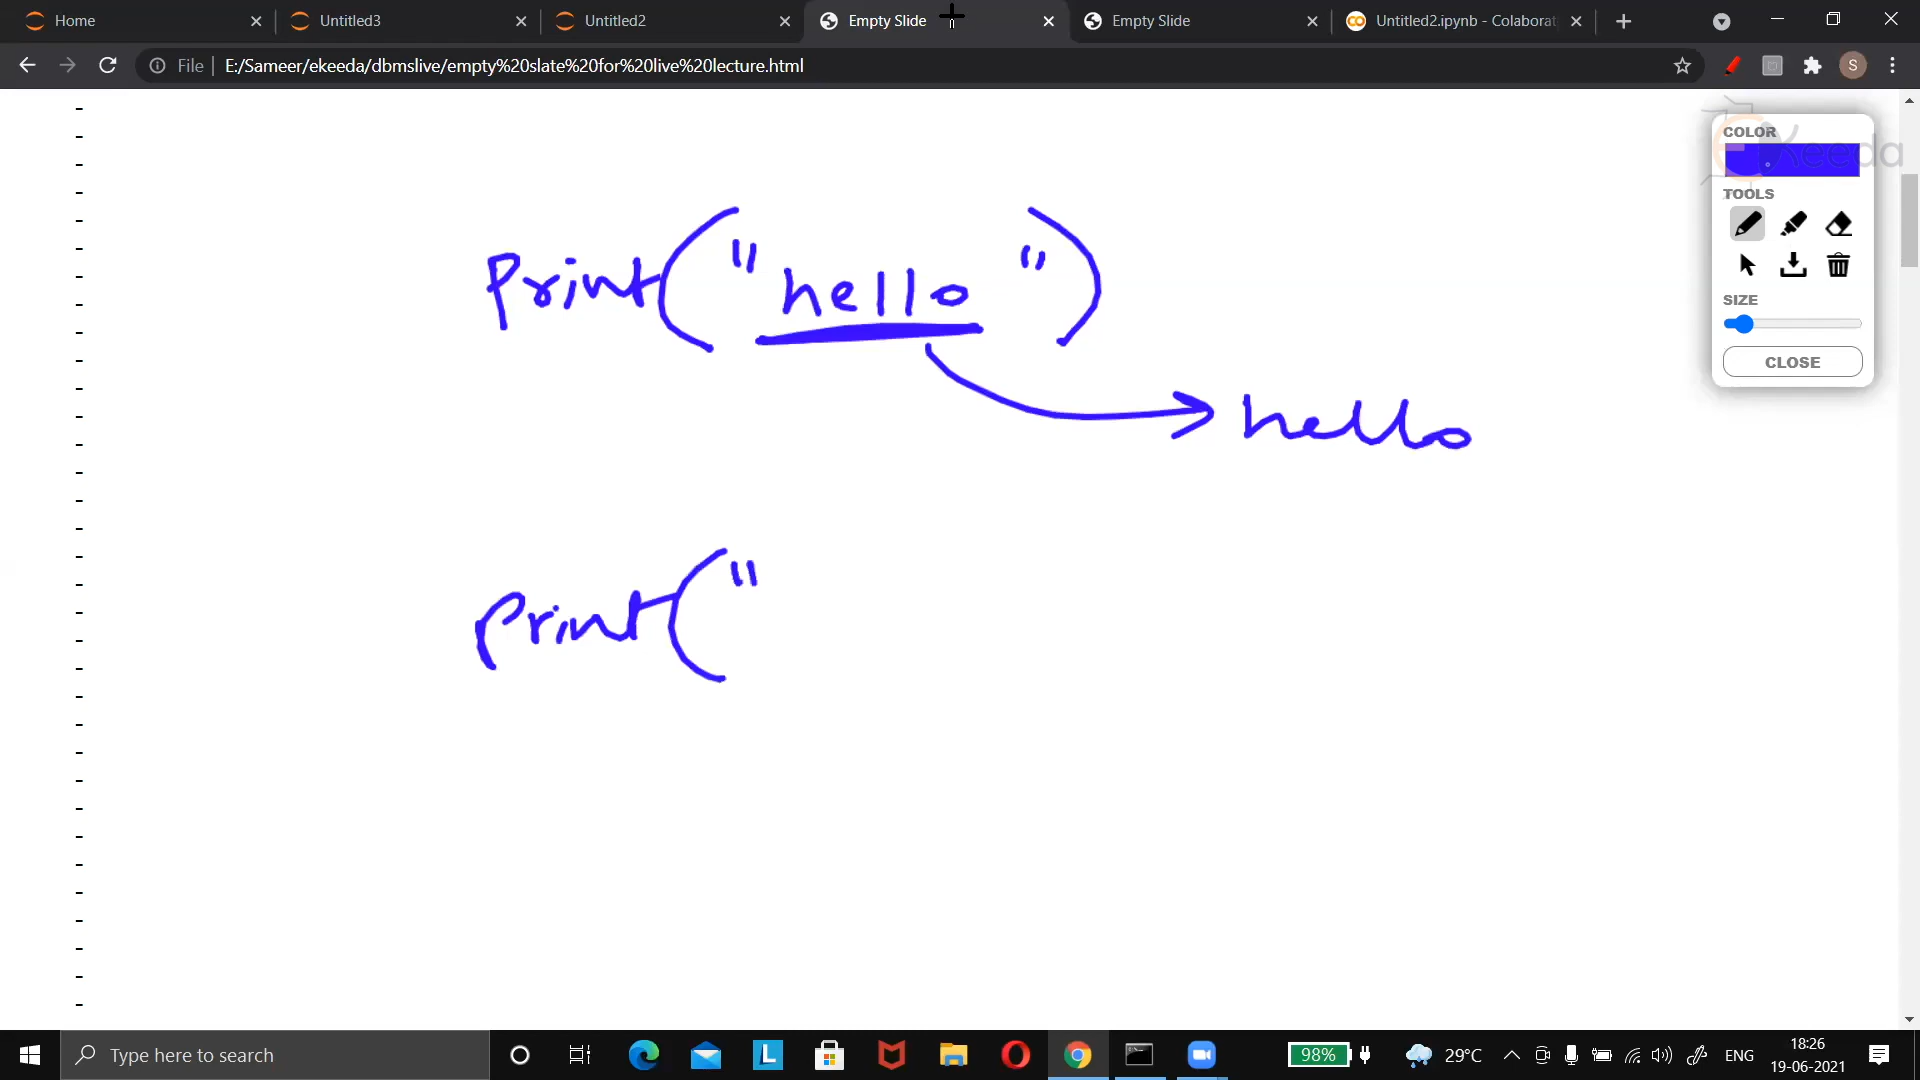 Home
Untitled3
Untitled2
Empty Slide
Empty Slide
Untitled2.ipynb - Colaborat
File
E:/Sameer/ekeeda/dbmslive/empty%20slate%20for%20live%20lecture.html
S
COLOR
eKeeda
TOOLS
SIZE
CLOSE
Print("hello")
hello
print("
Type here to search
L
98%
29°C
ENG
18:26
19-06-2021